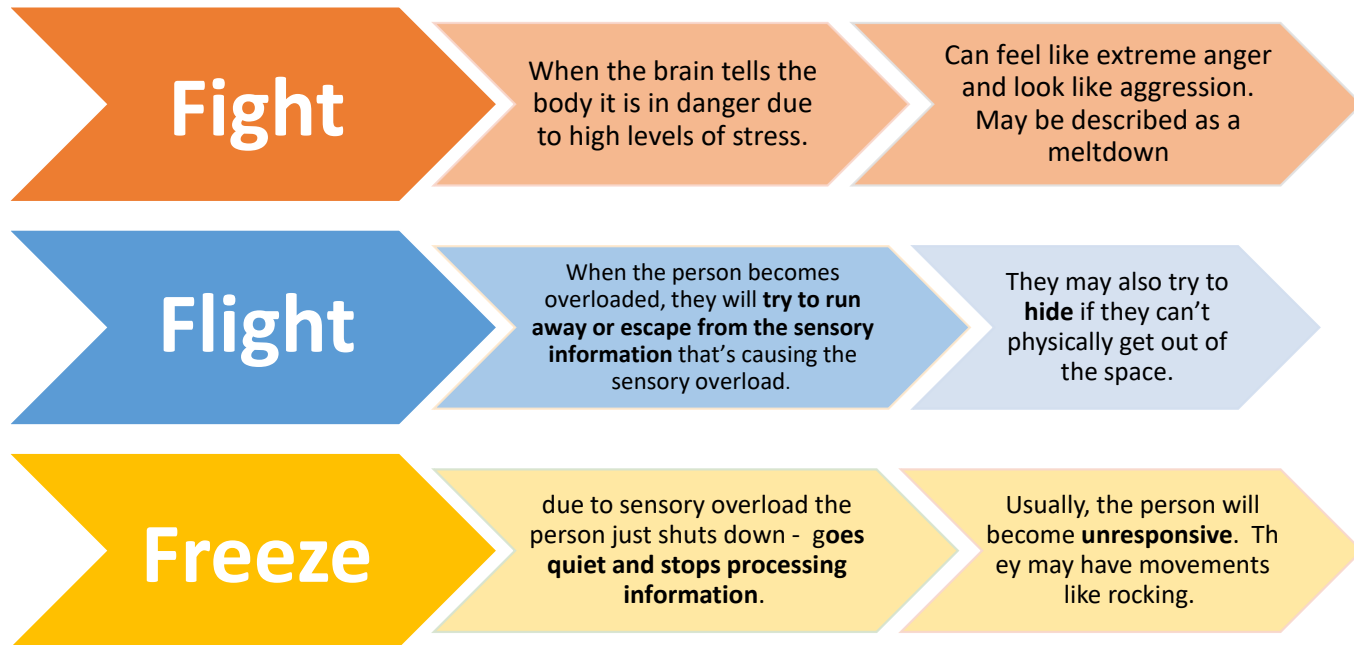 Fight
When the brain tells the
body it is in danger due
to high levels of stress.
Can feel like extreme anger
and look like aggression.
May be described as a
meltdown
Flight
When the person becomes
overloaded, they will try to run
away or escape from the sensory
information that's causing the
sensory overload.
They may also try to
hide if they can't
physically get out of
the space.
Freeze
due to sensory overload the
person just shuts down - goes
quiet and stops processing
information.
Usually, the person will
become unresponsive. Th
ey may have movements
like rocking.